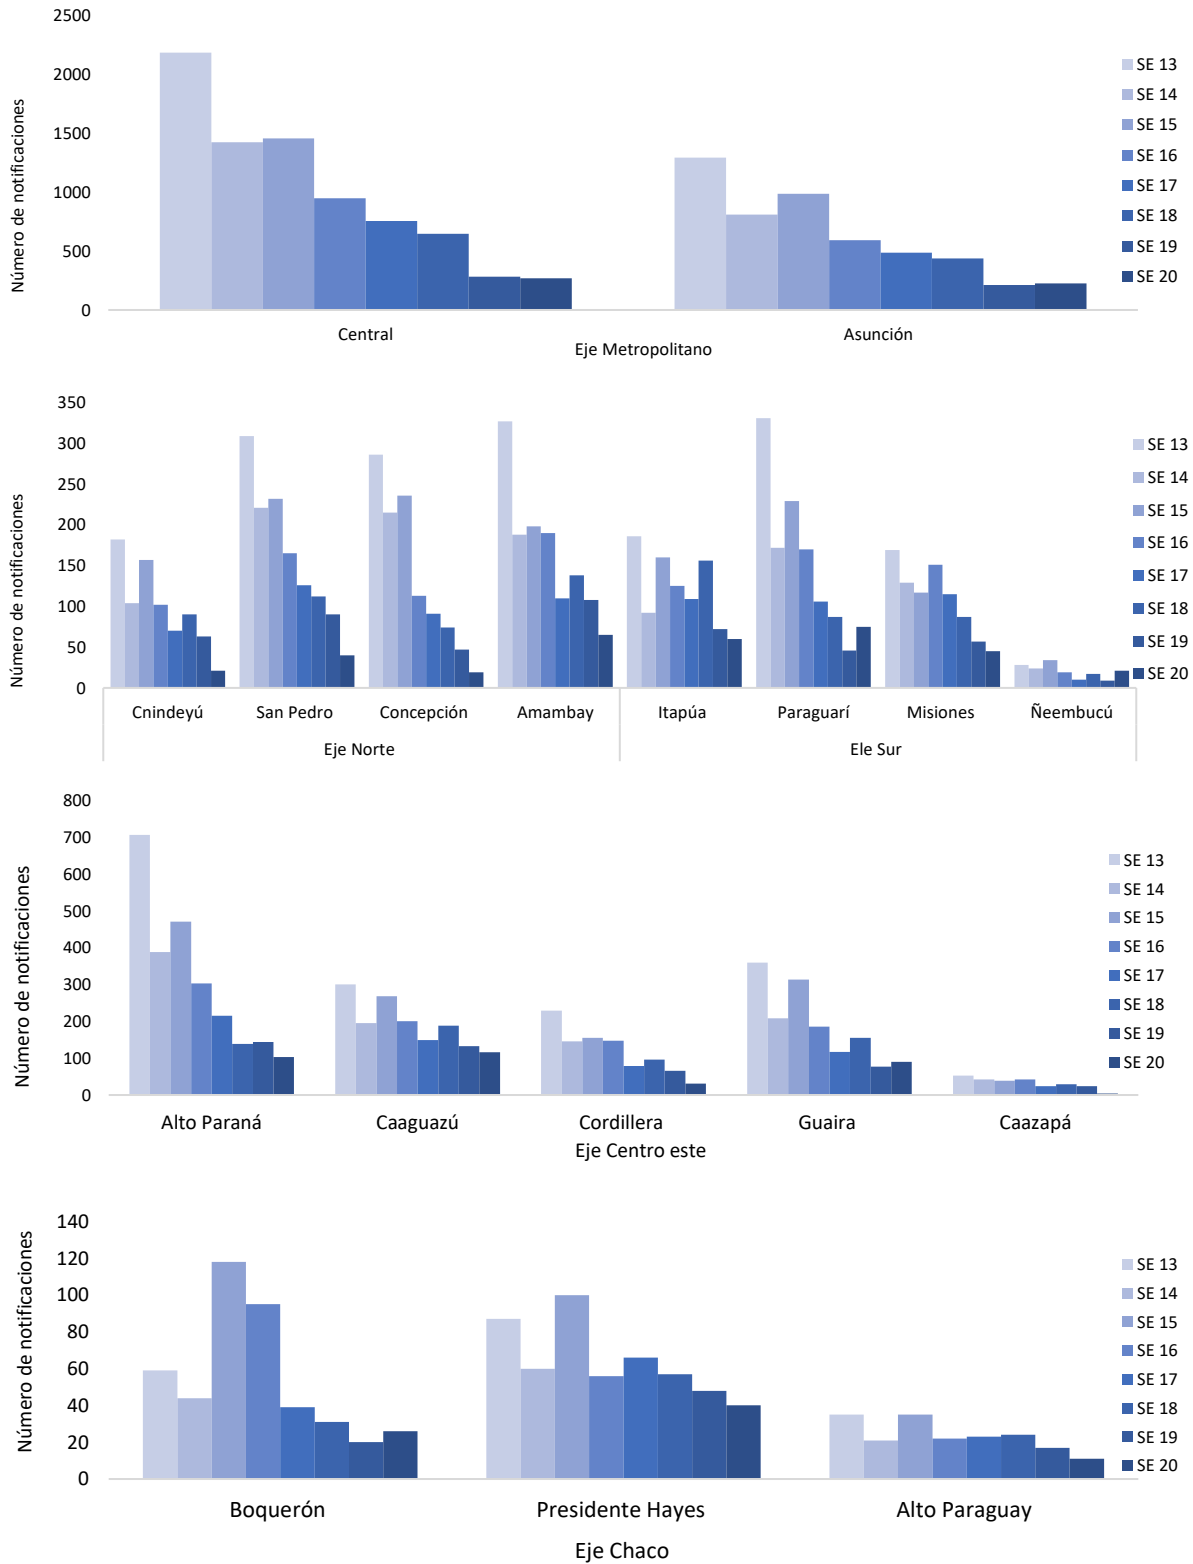 2500
2000
1500
1000
500
0
Número de notificaciones
Central
Asunción
Eje Metropolitano
SE 13
SE 14
SE 15
SE 16
SE 17
SE 18
SE 19
SE 20
350
300
250
200
150
100
50
0
Número de notificaciones
Cnindeyú
San Pedro
Concepción
Amambay
Itapúa
Paraguarí
Misiones
Ñeembucú
Eje Norte
Ele Sur
SE 13
SE 14
SE 15
SE 16
SE 17
SE 18
SE 19
SE 20
800
700
600
500
400
300
200
100
0
Número de notificaciones
Alto Paraná
Caaguazú
Cordillera
Guaira
Caazapá
Eje Centro este
SE 13
SE 14
SE 15
SE 16
SE 17
SE 18
SE 19
SE 20
140
120
100
80
60
40
20
0
Número de notificaciones
Boquerón
Presidente Hayes
Alto Paraguay
Eje Chaco
SE 13
SE 14
SE 15
SE 16
SE 17
SE 18
SE 19
SE 20